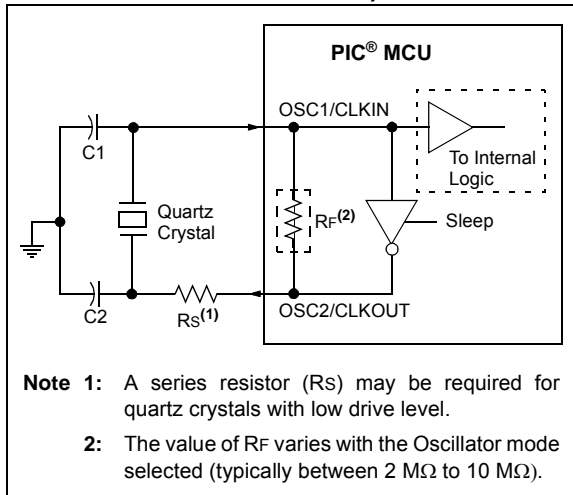 PIC® MCU
OSC1/CLKIN
C1
To Internal
Logic
Quartz
Crystal
RF(2)
Sleep
C2
RS(1)
OSC2/CLKOUT
Note 1: A series resistor (RS) may be required for
quartz crystals with low drive level.
2: The value of RF varies with the Oscillator mode
selected (typically between 2 MΩ to 10 MΩ).